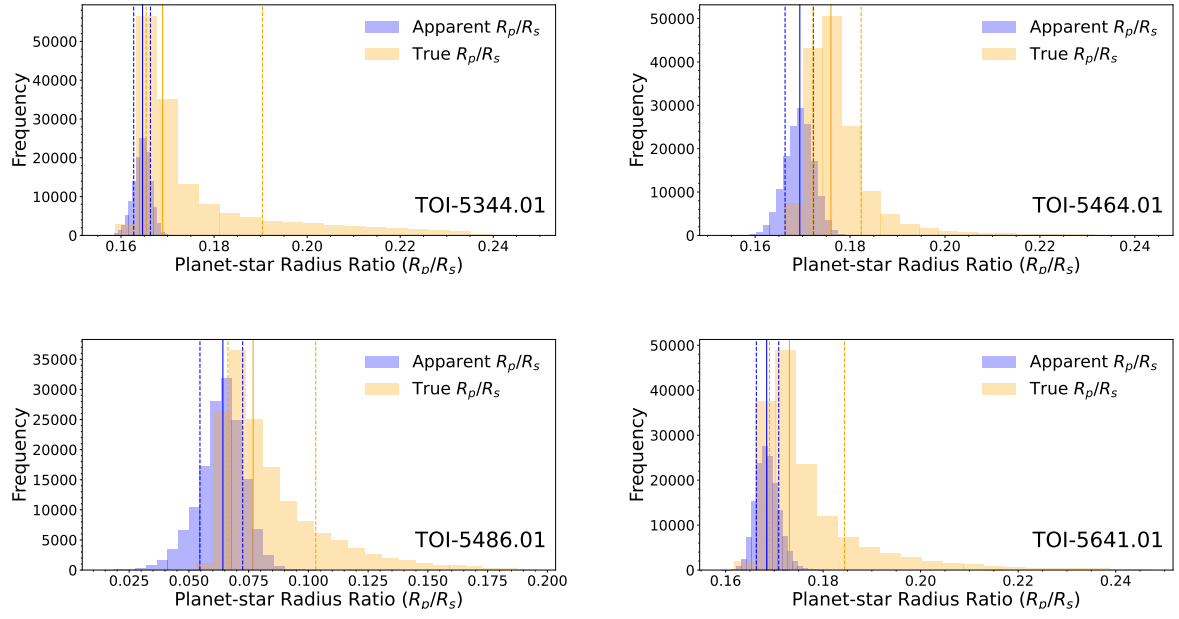 50000
40000
30000
20000
10000
0
Frequency
Apparent Rp/Rs
True Rp/Rs
TOI-5344.01
0.16 0.18 0.20 0.22 0.24
Planet-star Radius Ratio (Rp/Rs)
50000
40000
30000
20000
10000
0
Frequency
Apparent Rp/Rs
True Rp/Rs
TOI-5464.01
0.16 0.18 0.20 0.22 0.24
Planet-star Radius Ratio (Rp/Rs)
35000
30000
25000
20000
15000
10000
5000
0
Frequency
Apparent Rp/Rs
True Rp/Rs
TOI-5486.01
0.025 0.050 0.075 0.100 0.125 0.150 0.175 0.200
Planet-star Radius Ratio (Rp/Rs)
50000
40000
30000
20000
10000
0
Frequency
Apparent Rp/Rs
True Rp/Rs
TOI-5641.01
0.16 0.18 0.20 0.22 0.24
Planet-star Radius Ratio (Rp/Rs)